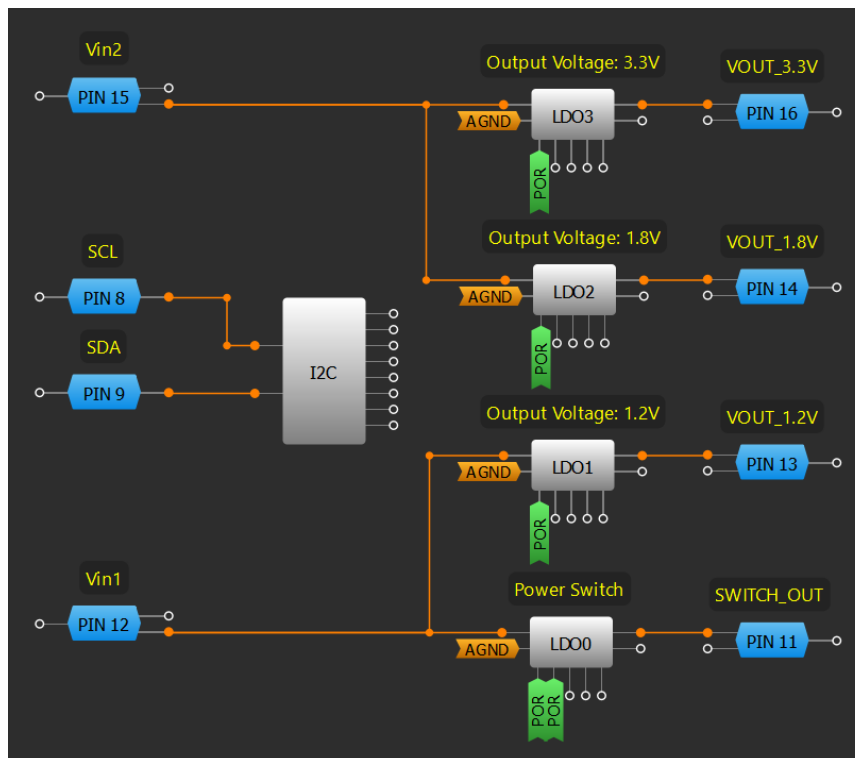 Vin2
PIN 15
Output Voltage: 3.3V
AGND
LDO3
POR
VOUT_3.3V
PIN 16
SCL
PIN 8
SDA
PIN 9
I2C
Output Voltage: 1.8V
AGND
LDO2
POR
VOUT_1.8V
PIN 14
Output Voltage: 1.2V
AGND
LDO1
POR
VOUT_1.2V
PIN 13
Vin1
PIN 12
Power Switch
AGND
LDO0
POR
POR
SWITCH_OUT
PIN 11